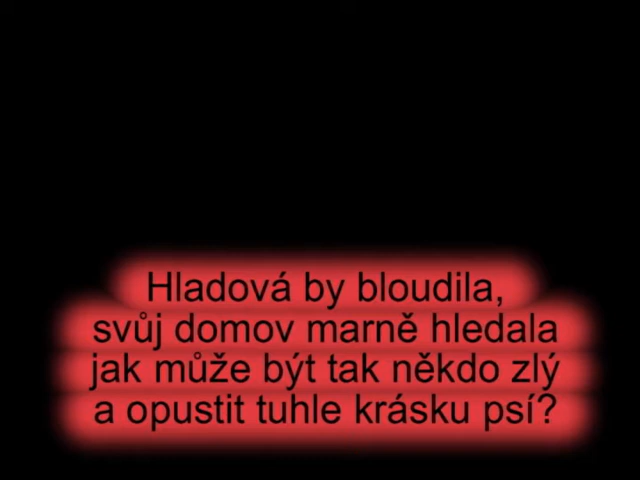 Hladová by bloudila,
svůj domov marně hledala
jak může být tak někdo zlý
a opustit tuhle krásku psí?